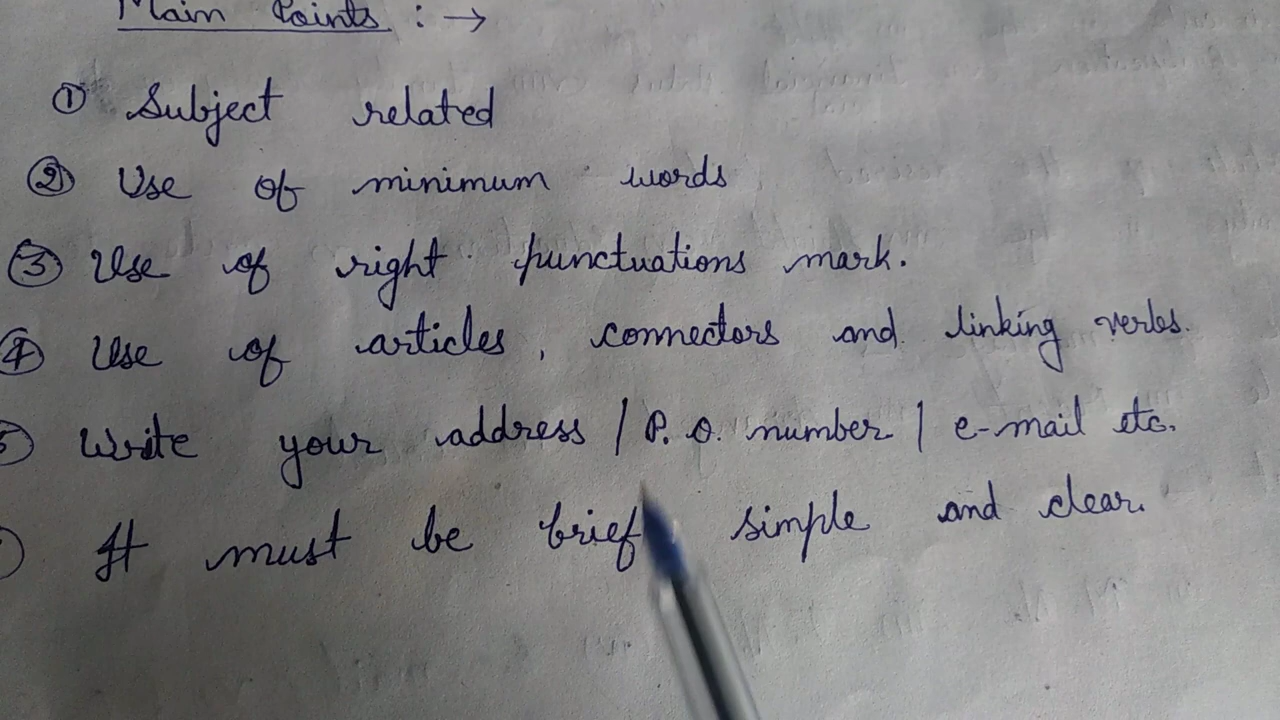 Main Points : →
① Subject related
② Use of minimum words
③ Use of right punctuations mark.
④ Use of articles, connectors and linking verbs.
⑤ Write your address / P. O. number / e-mail etc.
It must be brief simple and clear.